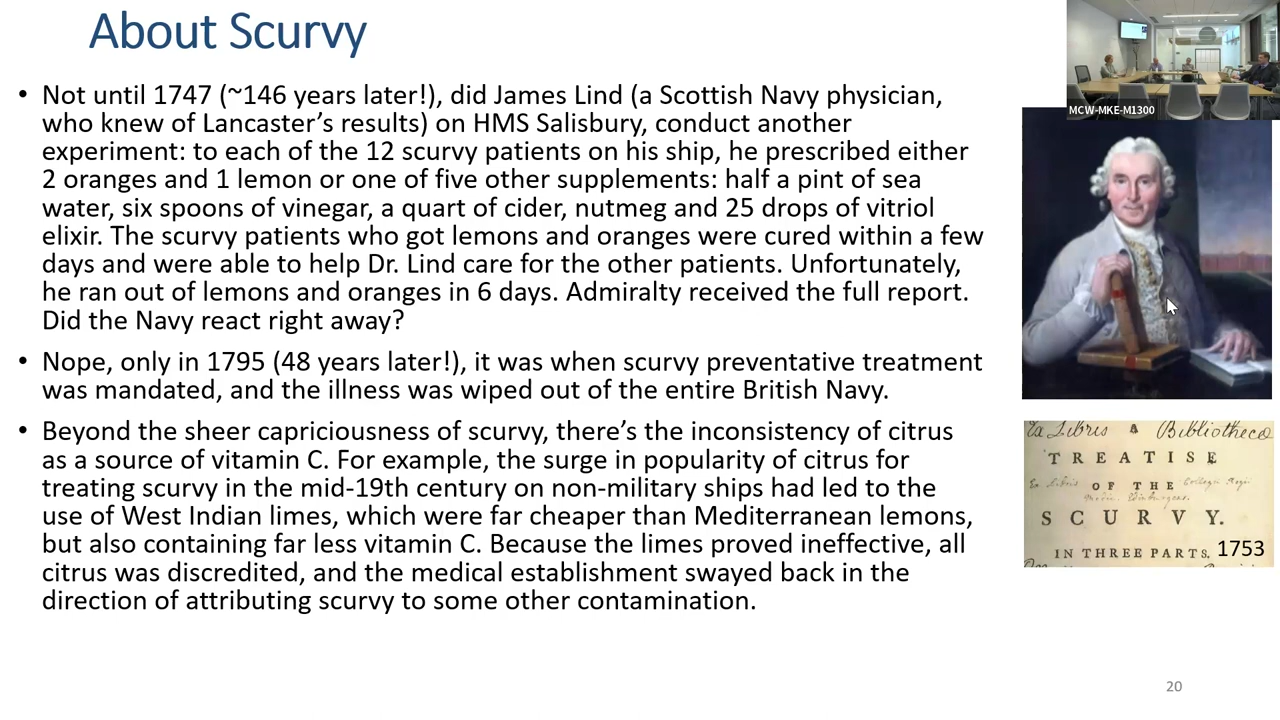 About Scurvy
• Not until 1747 (~146 years later!), did James Lind (a Scottish Navy physician,
who knew of Lancaster’s results) on HMS Salisbury, conduct another
experiment: to each of the 12 scurvy patients on his ship, he prescribed either
2 oranges and 1 lemon or one of five other supplements: half a pint of sea
water, six spoons of vinegar, a quart of cider, nutmeg and 25 drops of vitriol
elixir. The scurvy patients who got lemons and oranges were cured within a few
days and were able to help Dr. Lind care for the other patients. Unfortunately,
he ran out of lemons and oranges in 6 days. Admiralty received the full report.
Did the Navy react right away?
• Nope, only in 1795 (48 years later!), it was when scurvy preventative treatment
was mandated, and the illness was wiped out of the entire British Navy.
• Beyond the sheer capriciousness of scurvy, there’s the inconsistency of citrus
as a source of vitamin C. For example, the surge in popularity of citrus for
treating scurvy in the mid-19th century on non-military ships had led to the
use of West Indian limes, which were far cheaper than Mediterranean lemons,
but also containing far less vitamin C. Because the limes proved ineffective, all
citrus was discredited, and the medical establishment swayed back in the
direction of attributing scurvy to some other contamination.
MCW-MKE-M1300
Ex Libris Bibliotheca
A
TREATISE
OF THE
SCURVY.
IN THREE PARTS.
1753
20